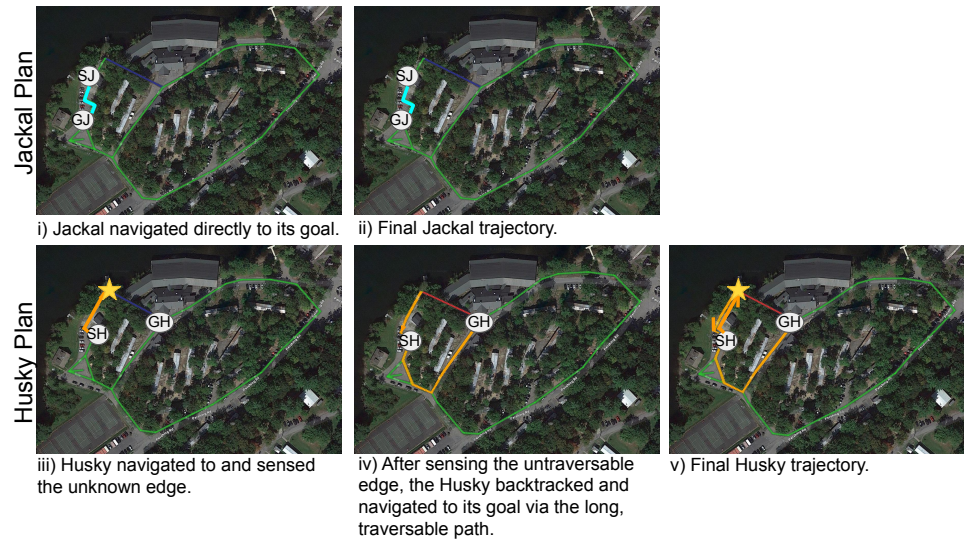 Jackal Plan
SJ
GJ
SJ
GJ
i) Jackal navigated directly to its goal.
ii) Final Jackal trajectory.
Husky Plan
SH
GH
SH
GH
SH
GH
iii) Husky navigated to and sensed
the unknown edge.
iv) After sensing the untraversable
edge, the Husky backtracked and
navigated to its goal via the long,
traversable path.
v) Final Husky trajectory.